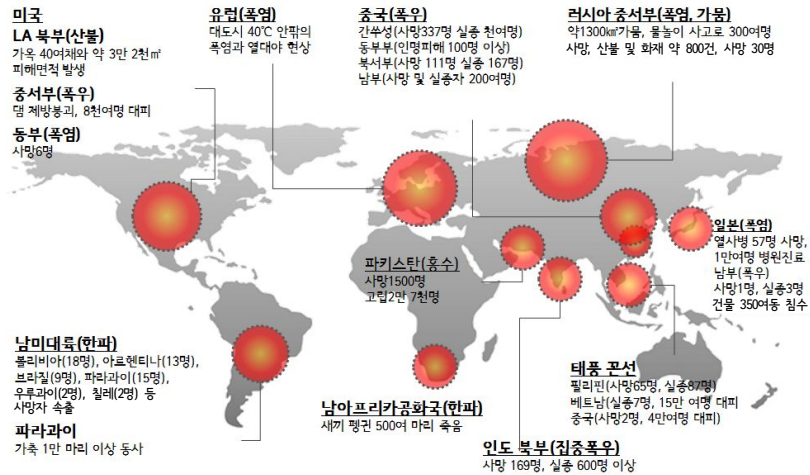 미국
LA 북부(산불)
가옥 40여채와 약 3만 2천㎡
피해면적 발생
중서부(폭우)
댐 제방붕괴, 8천여명 대피
동부(폭염)
사망6명
유럽(폭염)
대도시 40℃ 안팎의
폭염과 열대야 현상
중국(폭우)
간쑤성(사망337명 실종 천여명)
동부부(인명피해 100명 이상)
북서부(사망 111명 실종 167명)
남부(사망 및 실종자 200여명)
러시아 중서부(폭염, 가뭄)
약1300㎢가뭄, 물놀이 사고로 300여명
사망, 산불 및 화재 약 800건, 사망 30명
일본(폭염)
열사병 57명 사망,
1만여명 병원진료
남부(폭우)
사망1명, 실종3명
건물 350여동 침수
파키스탄(홍수)
사망1500명
고립2만 7천명
남미대륙(한파)
볼리비아(18명), 아르헨티나(13명),
브라질(9명), 파라과이(15명),
우루과이(2명), 칠레(2명) 등
사망자 속출
파라과이
가축 1만 마리 이상 동사
남아프리카공화국(한파)
새끼 펭귄 500여 마리 죽음
태풍 꼰선
필리핀(사망65명, 실종87명)
베트남(실종7명, 15만 여명 대피
중국(사망2명, 4만여명 대피)
인도 북부(집중폭우)
사망 169명, 실종 600명 이상